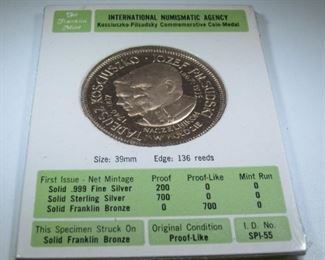 The Franklin Mint
INTERNATIONAL NUMISMATIC AGENCY
Kosciuszko-Pilsudsky Commemorative Coin-Medal
TADEUSZ KOSCIUSZKO · JOZEF PILSUDSKI
NACZELNIKOM
W HOLDZIE
Size: 39mm Edge: 136 reeds
First Issue - Net Mintage Proof Proof-Like Mint Run
Solid .999 Fine Silver 200 0 0
Solid Sterling Silver 700 0 0
Solid Franklin Bronze 0 700 0
This Specimen Struck On Original Condition I.D. No.
Solid Franklin Bronze Proof-Like SPI-55